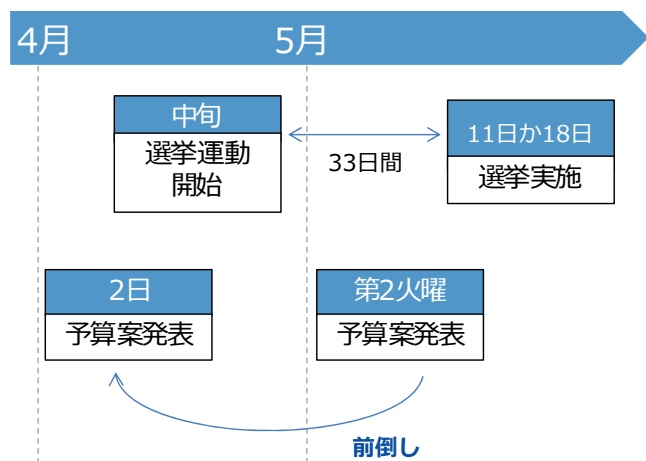 4月
5月
中旬
選挙運動
開始
33日間
11日か18日
選挙実施
2日
予算案発表
第2火曜
予算案発表
前倒し